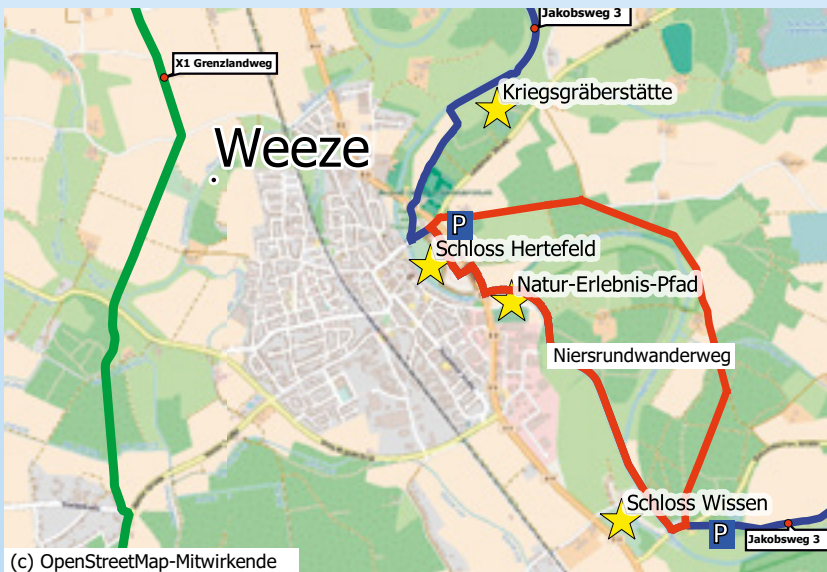 Jakobsweg 3
X1 Grenzlandweg
Kriegsgräberstätte
Weeze
P
Schloss Hertefeld
Natur-Erlebnis-Pfad
Niersrundwanderweg
Schloss Wissen
P
Jakobsweg 3
(c) OpenStreetMap-Mitwirkende